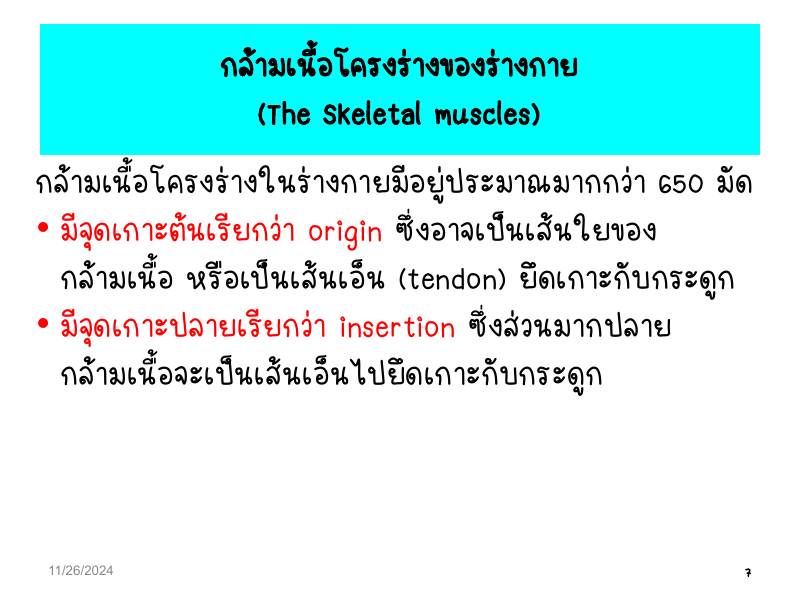 กล้ามเนื้อโครงร่างของร่างกาย
(The Skeletal muscles)
กล้ามเนื้อโครงร่างในร่างกายมีอยู่ประมาณมากกว่า 650 มัด
• มีจุดเกาะต้นเรียกว่า origin ซึ่งอาจเป็นเส้นใยของ
กล้ามเนื้อ หรือเป็นเส้นเอ็น (tendon) ยึดเกาะกับกระดูก
• มีจุดเกาะปลายเรียกว่า insertion ซึ่งส่วนมากปลาย
กล้ามเนื้อจะเป็นเส้นเอ็นไปยึดเกาะกับกระดูก
11/26/2024
7